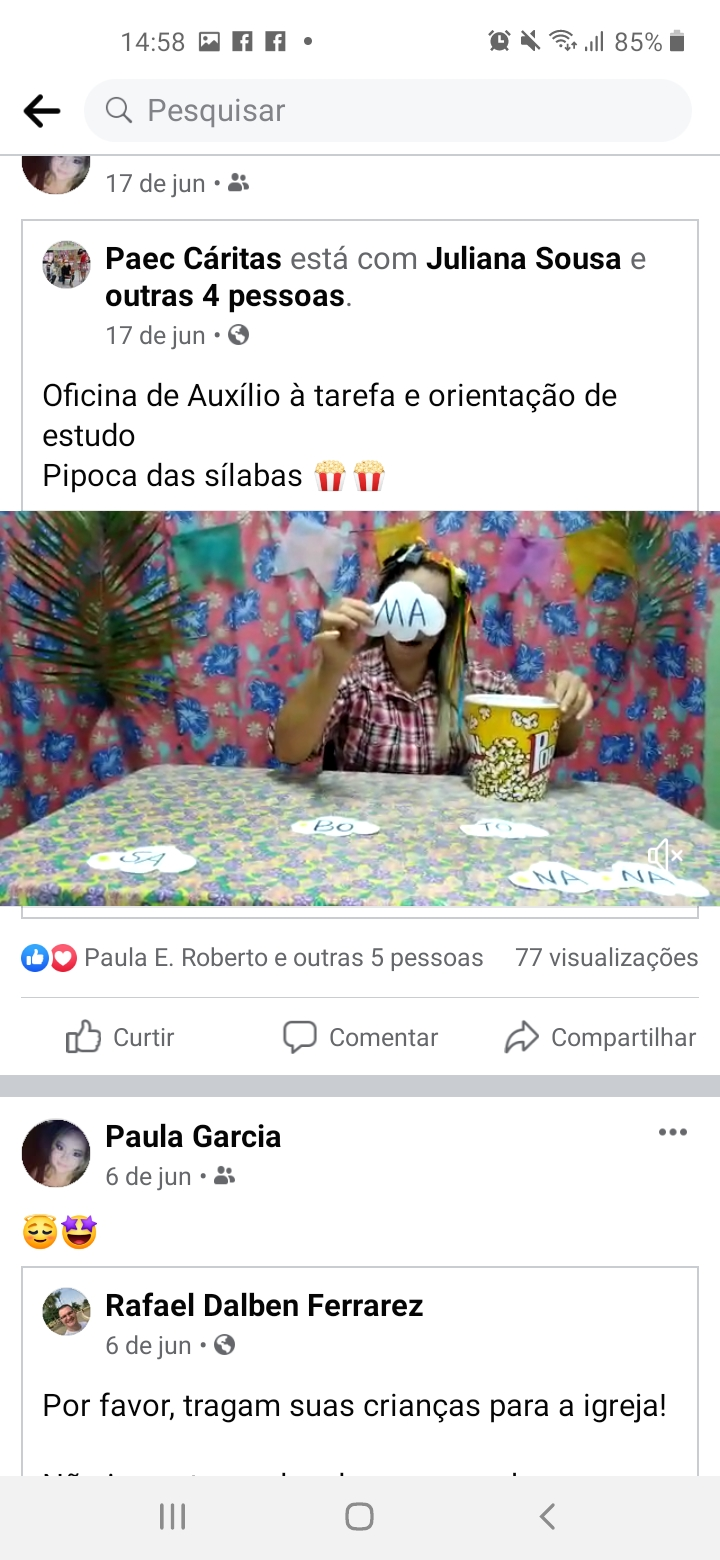 14:58
85%
Pesquisar
17 de jun
Paec Cáritas está com Juliana Sousa e
outras 4 pessoas.
17 de jun
Oficina de Auxílio à tarefa e orientação de
estudo
Pipoca das sílabas 🍿🍿
MA
BO
TO
SA
NA
NA
Paula E. Roberto e outras 5 pessoas 77 visualizações
Curtir Comentar Compartilhar
Paula Garcia
6 de jun
😇🤩
Rafael Dalben Ferrarez
6 de jun
Por favor, tragam suas crianças para a igreja!